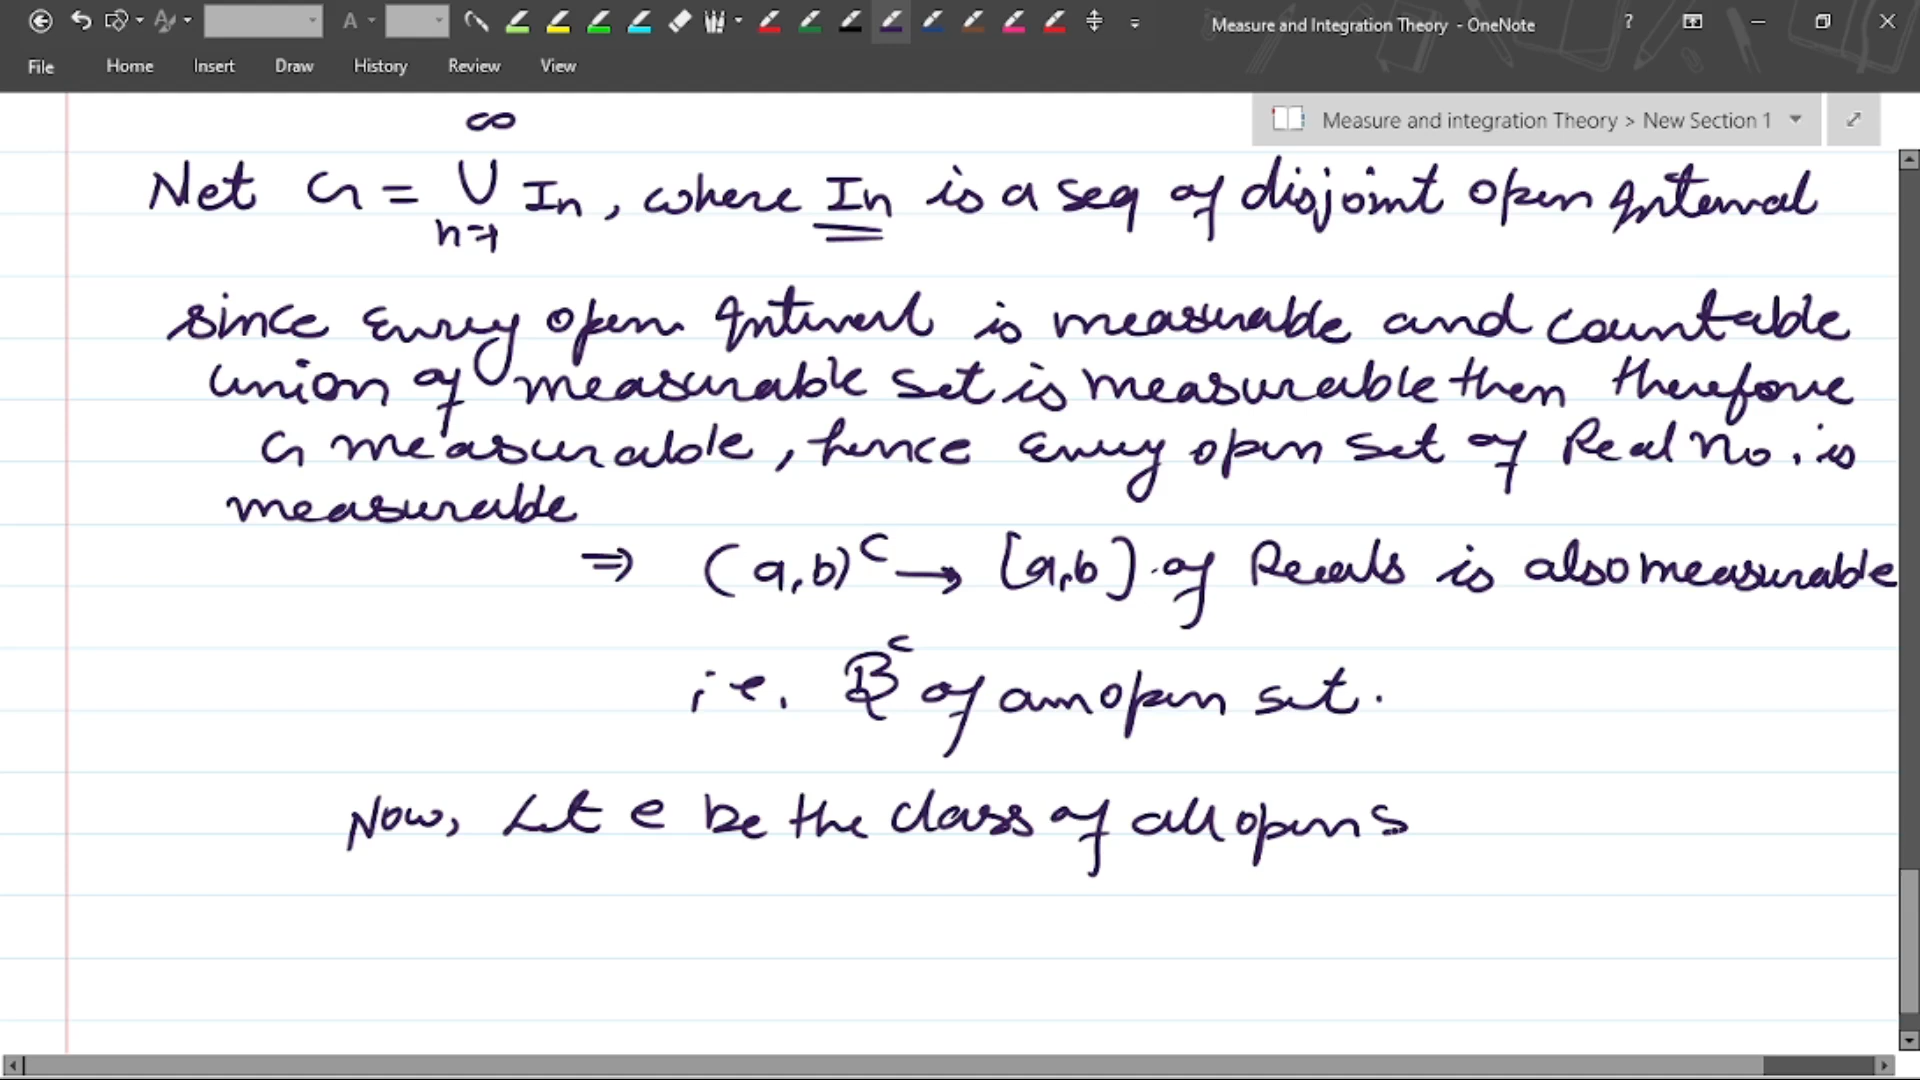 Measure and Integration Theory - OneNote
File Home Insert Draw History Review View
Measure and integration Theory > New Section 1
Net G = ∞ ⋃ n=1 In, where In is a seq of disjoint open Interval
since Every open Interval is measurable and countable
union of measurable set is measurable then therefore
G measurable, hence Every open set of Real no. is
measurable
⇒ (a,b)ᶜ → [a,b] of Reals is also measurable
i.e. Bᶜ of an open set.
Now, Let e be the class of all open s